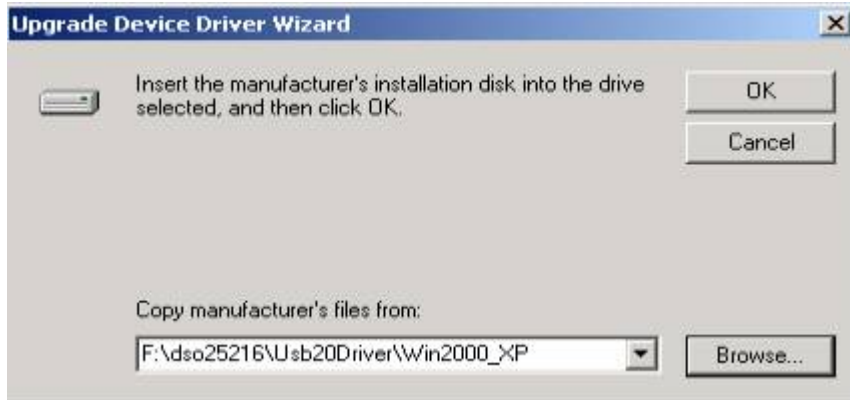 Upgrade Device Driver Wizard
Insert the manufacturer's installation disk into the drive
selected, and then click OK.
OK
Cancel
Copy manufacturer's files from:
F:\dso25216\Usb20Driver\Win2000_XP
Browse...